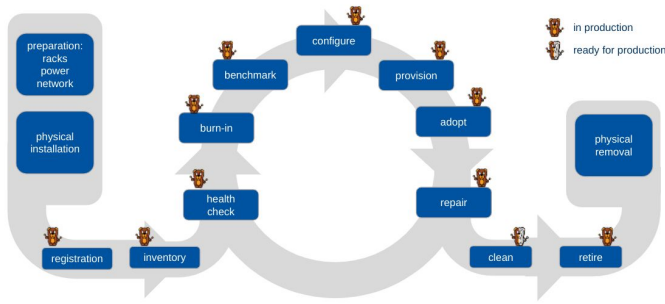 preparation:
racks
power
network
physical
installation
registration
inventory
health
check
burn-in
benchmark
configure
provision
adopt
repair
clean
retire
physical
removal
in production
ready for production